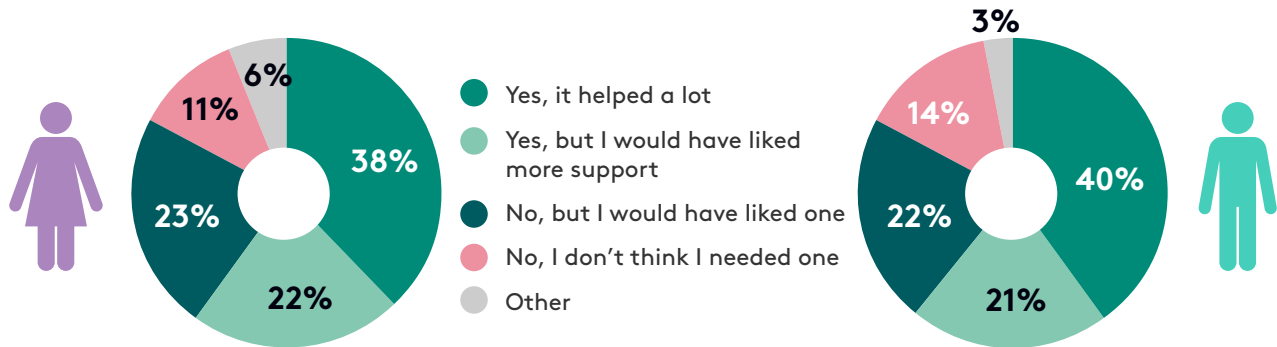 6%
11%
38%
23%
22%
Yes, it helped a lot
Yes, but I would have liked
more support
No, but I would have liked one
No, I don’t think I needed one
Other
3%
14%
40%
22%
21%